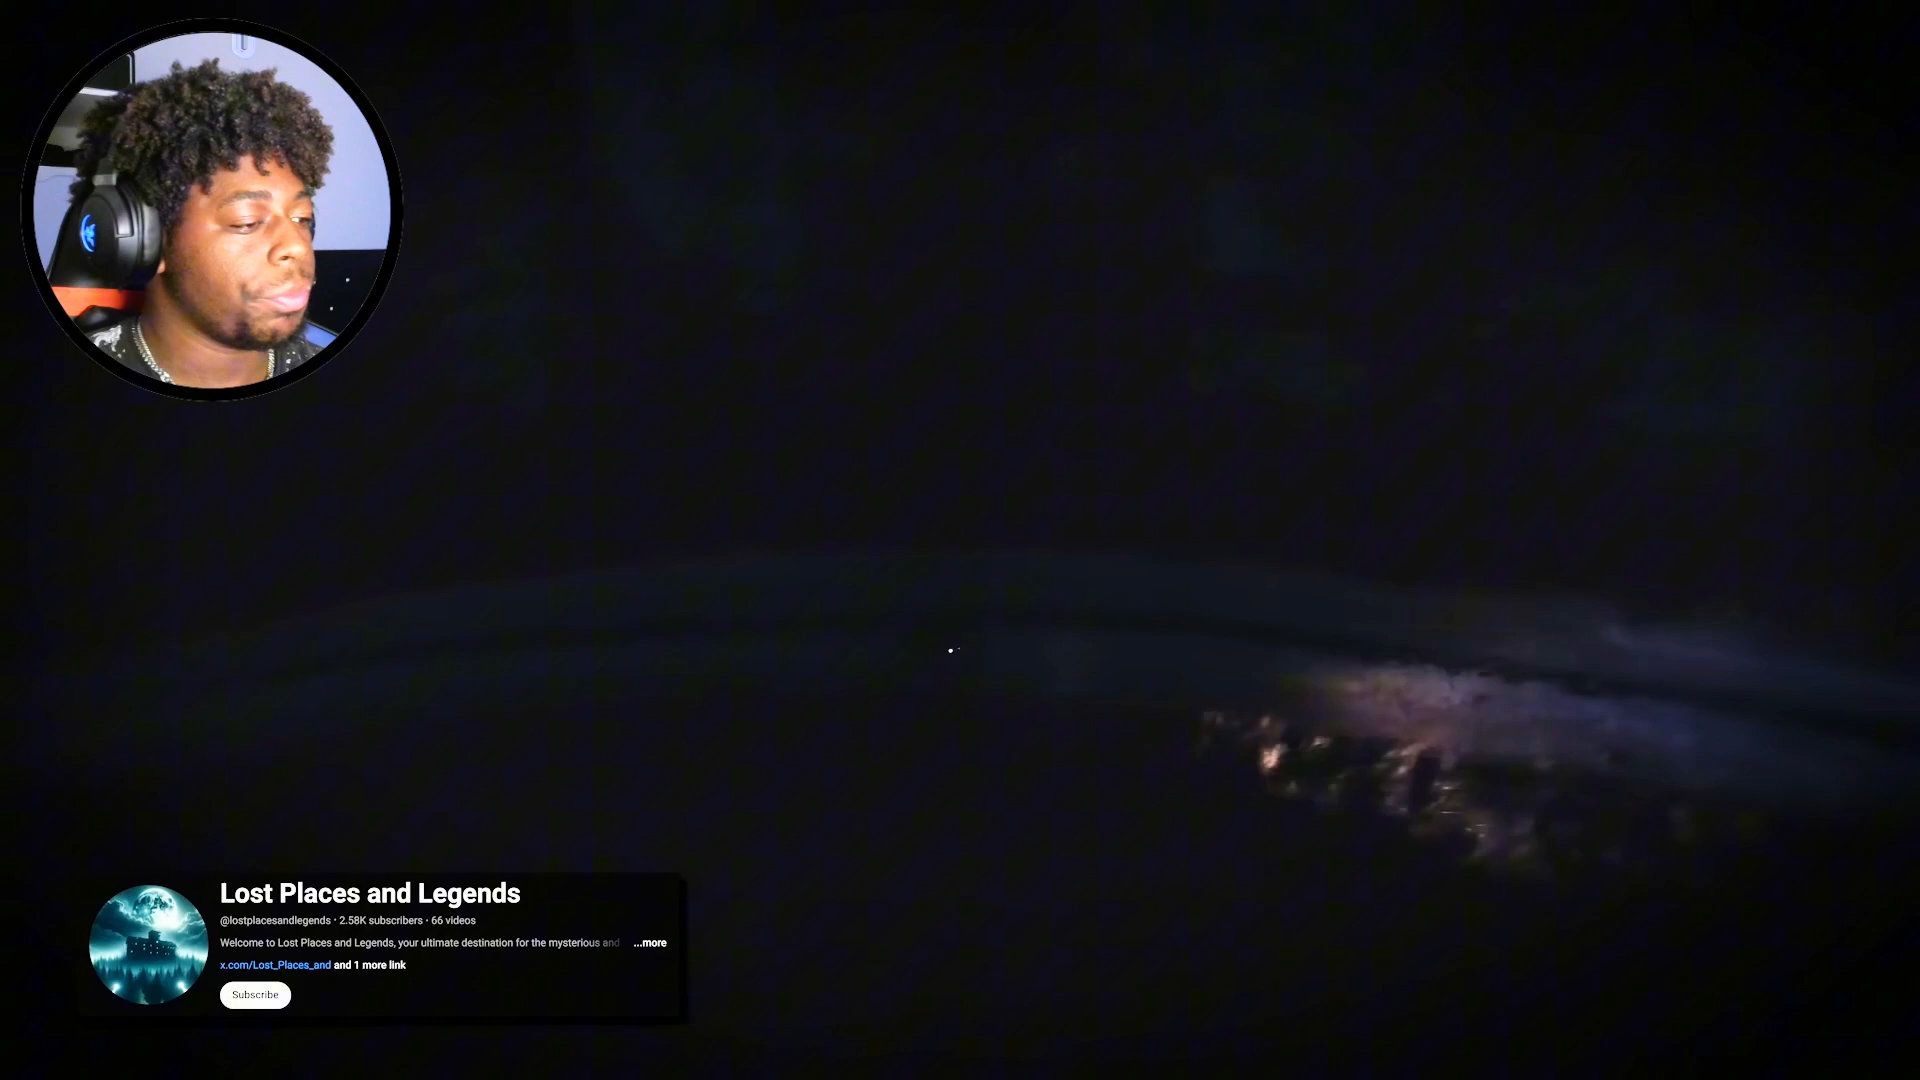 Lost Places and Legends
@lostplacesandlegends · 2.58K subscribers · 66 videos
Welcome to Lost Places and Legends, your ultimate destination for the mysterious and ...more
x.com/Lost_Places_and and 1 more link
Subscribe